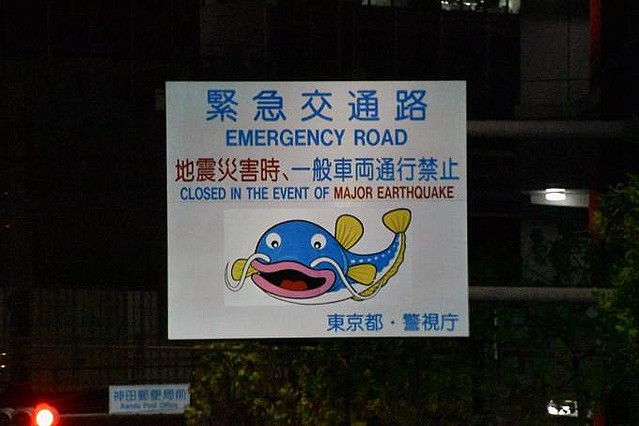 緊急交通路
EMERGENCY ROAD
地震災害時、一般車両通行禁止
CLOSED IN THE EVENT OF MAJOR EARTHQUAKE
東京都・警視庁
神田郵便局前
Kanda Post Office